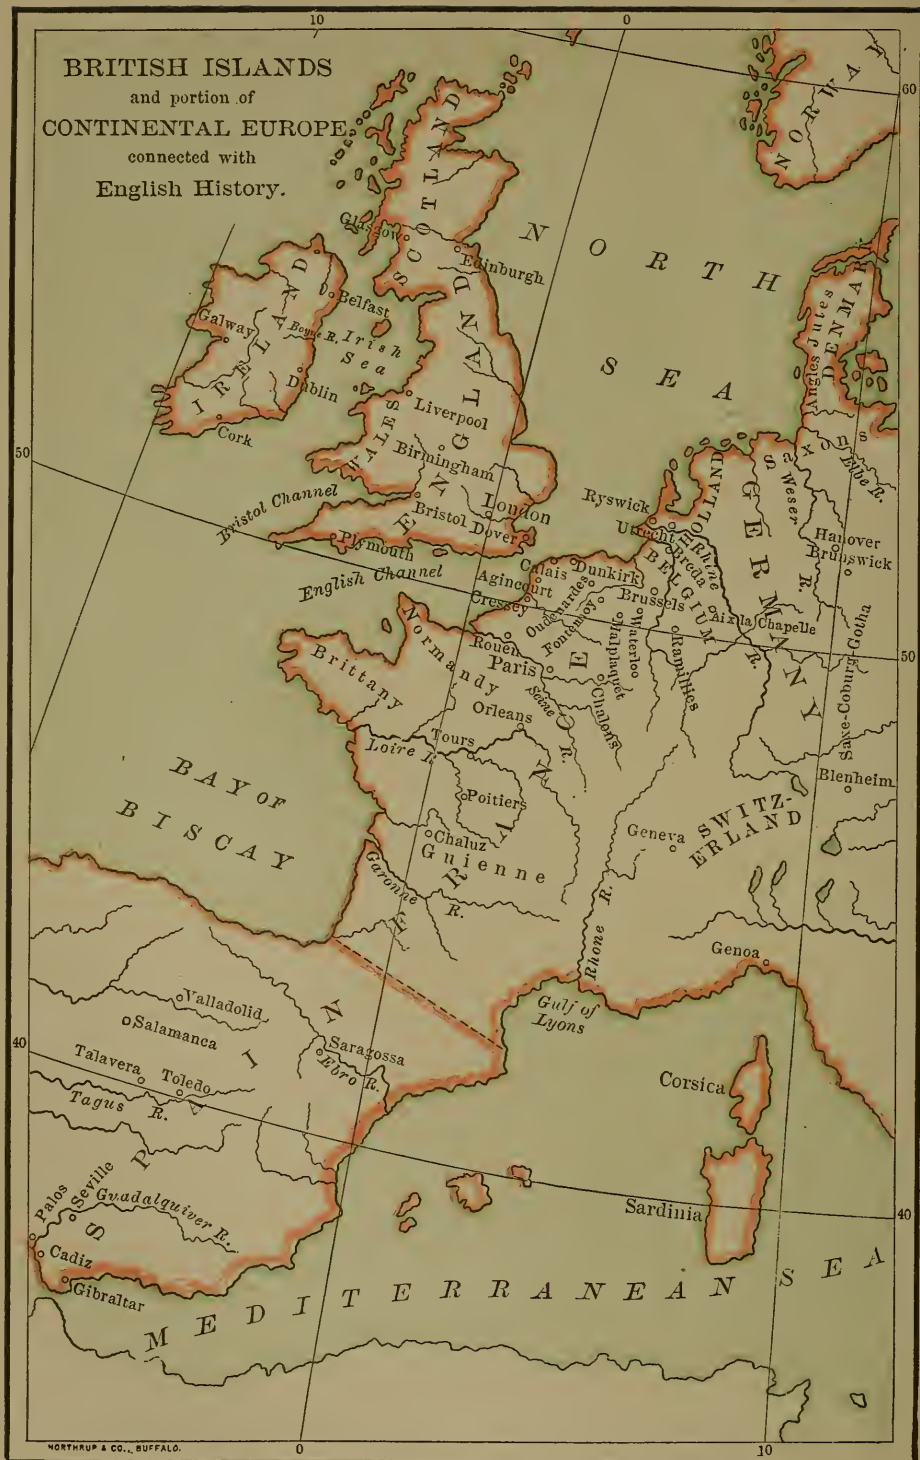 BRITISH ISLANDS
and portion of
CONTINENTAL EUROPE,
connected with
English History.
10
0
60
NORWAY
SCOTLAND
Glasgow
Edinburgh
NORTH
SEA
IRELAND
Belfast
Galway
Boyne R.
Irish
Sea
Dublin
Cork
ENGLAND
WALES
Liverpool
Birmingham
London
Bristol
Dover
Plymouth
Bristol Channel
English Channel
50
Angles
Jutes
DENMARK
Saxons
Elbe R.
Weser
R.
Hanover
Brunswick
Ryswick
Utrecht
HOLLAND
Rhine
R.
Breda
BELGIUM
GERMANY
Calais
Dunkirk
Agincourt
Cressey
Oudenardes
Fontenoy
Brussels
Aix la Chapelle
Malplaquet
Waterloo
Ramillies
50
Saxe-Coburg-Gotha
Normandy
Brittany
Rouen
Paris
Seine
R.
Chalons
Orleans
Tours
Loire R.
Poitiers
Chaluz
Guienne
FRANCE
Garonne
R.
Blenheim
SWITZ-
ERLAND
Geneva
Rhone R.
Genoa
Gulf of
Lyons
BAY OF
BISCAY
Valladolid
Salamanca
Saragossa
Ebro R.
Talavera
Toledo
Tagus R.
40
SPAIN
Palos
Seville
Guadalquiver R.
Cadiz
Gibraltar
Corsica
Sardinia
40
MEDITERRANEAN SEA
NORTHRUP & CO., BUFFALO.
0
10